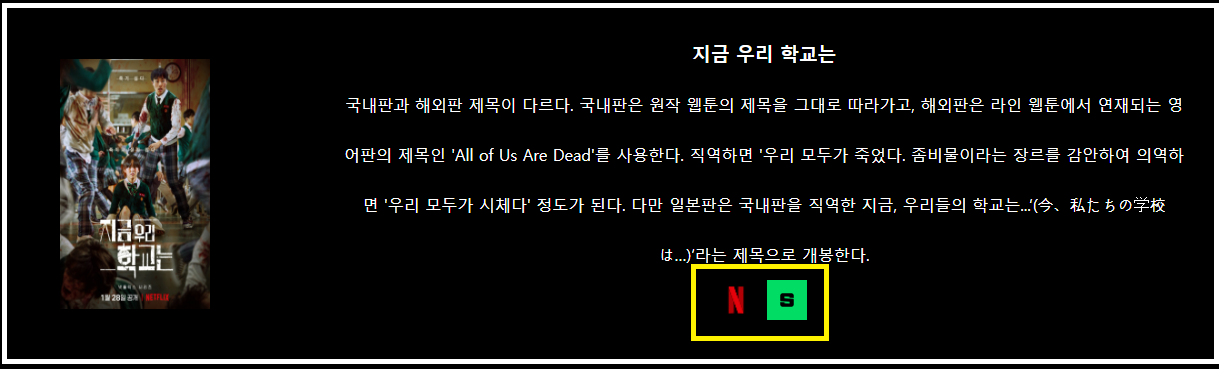 지금 우리 학교는
국내판과 해외판 제목이 다르다. 국내판은 원작 웹툰의 제목을 그대로 따라가고, 해외판은 라인 웹툰에서 연재되는 영
어판의 제목인 'All of Us Are Dead'를 사용한다. 직역하면 '우리 모두가 죽었다. 좀비물이라는 장르를 감안하여 의역하
면 '우리 모두가 시체다' 정도가 된다. 다만 일본판은 국내판을 직역한 지금, 우리들의 학교는...'(今、私たちの学校
は...)'라는 제목으로 개봉한다.
N S
지금 우리
학교는
1월 28일 공개 NETFLIX